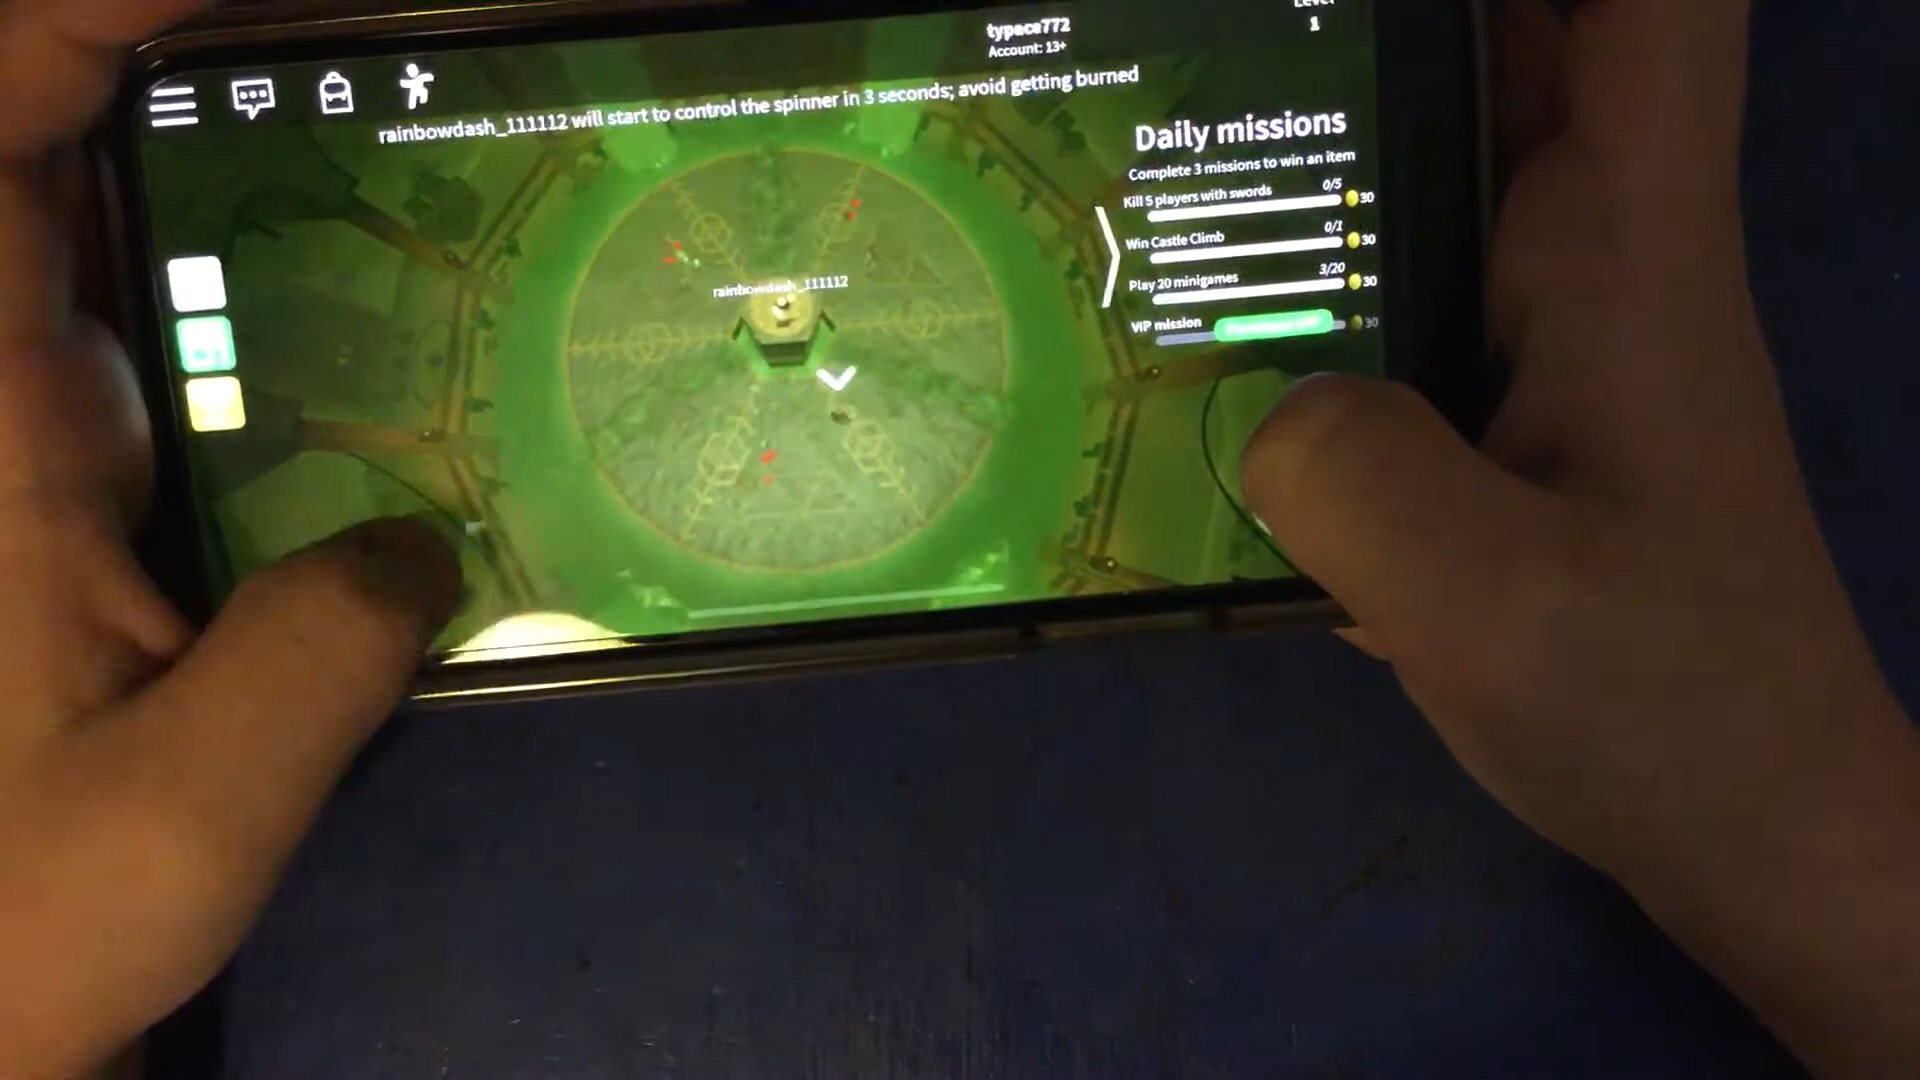 typace772
Account: 13+
Level
1
rainbowdash_111112 will start to control the spinner in 3 seconds; avoid getting burned
Daily missions
Complete 3 missions to win an item
Kill 5 players with swords 0/5 30
Win Castle Climb 0/1 30
Play 20 minigames 3/20 30
VIP mission 30
rainbowdash_111112